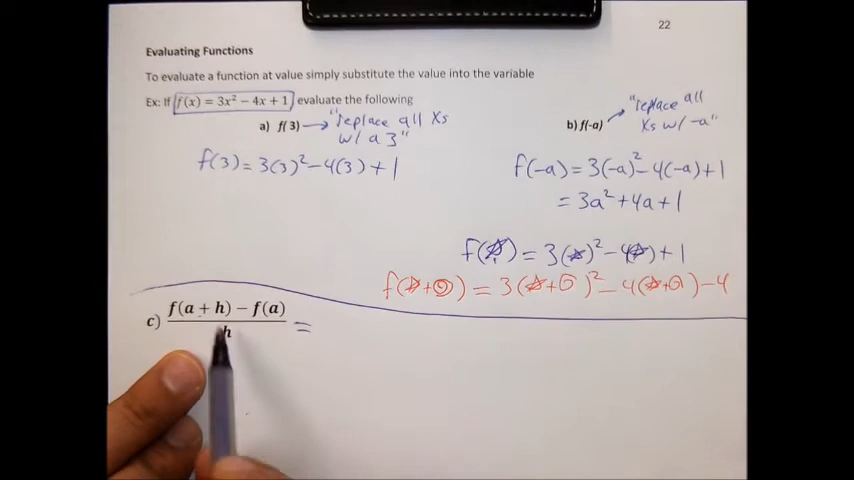 22
Evaluating Functions
To evaluate a function at value simply substitute the value into the variable
Ex: If f(x) = 3x² − 4x + 1 evaluate the following
a) f(3) → "replace all Xs w/ a 3"
b) f(-a) → "replace all Xs w/ -a"
f(3) = 3(3)² − 4(3) + 1
f(-a) = 3(-a)² − 4(-a) + 1
= 3a² + 4a + 1
f(☆) = 3(☆)² − 4(☆) + 1
f(☆+☺) = 3(☆+☺)² − 4(☆+☺) − 4
c) f(a + h) − f(a) / h =